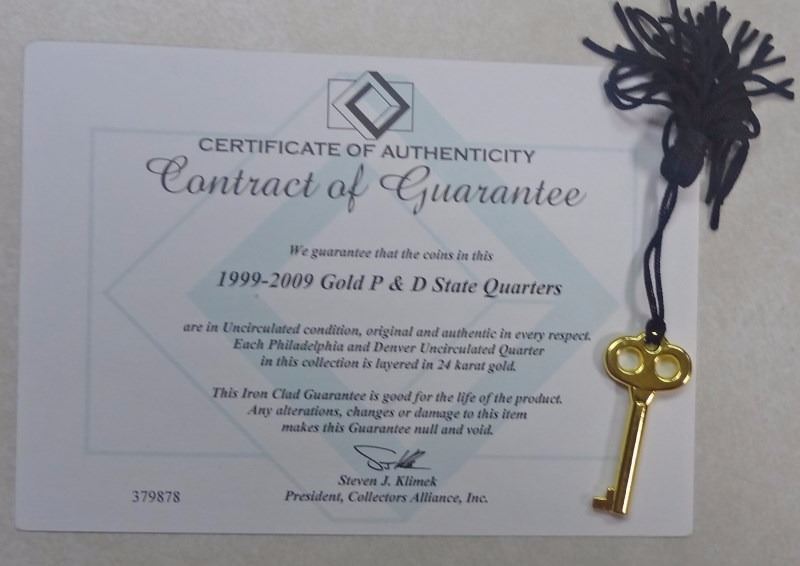 CERTIFICATE OF AUTHENTICITY
Contract of Guarantee
We guarantee that the coins in this
1999-2009 Gold P & D State Quarters
are in Uncirculated condition, original and authentic in every respect.
Each Philadelphia and Denver Uncirculated Quarter
in this collection is layered in 24 karat gold.
This Iron Clad Guarantee is good for the life of the product.
Any alterations, changes or damage to this item
makes this Guarantee null and void.
Steven J. Klimek
379878
President, Collectors Alliance, Inc.